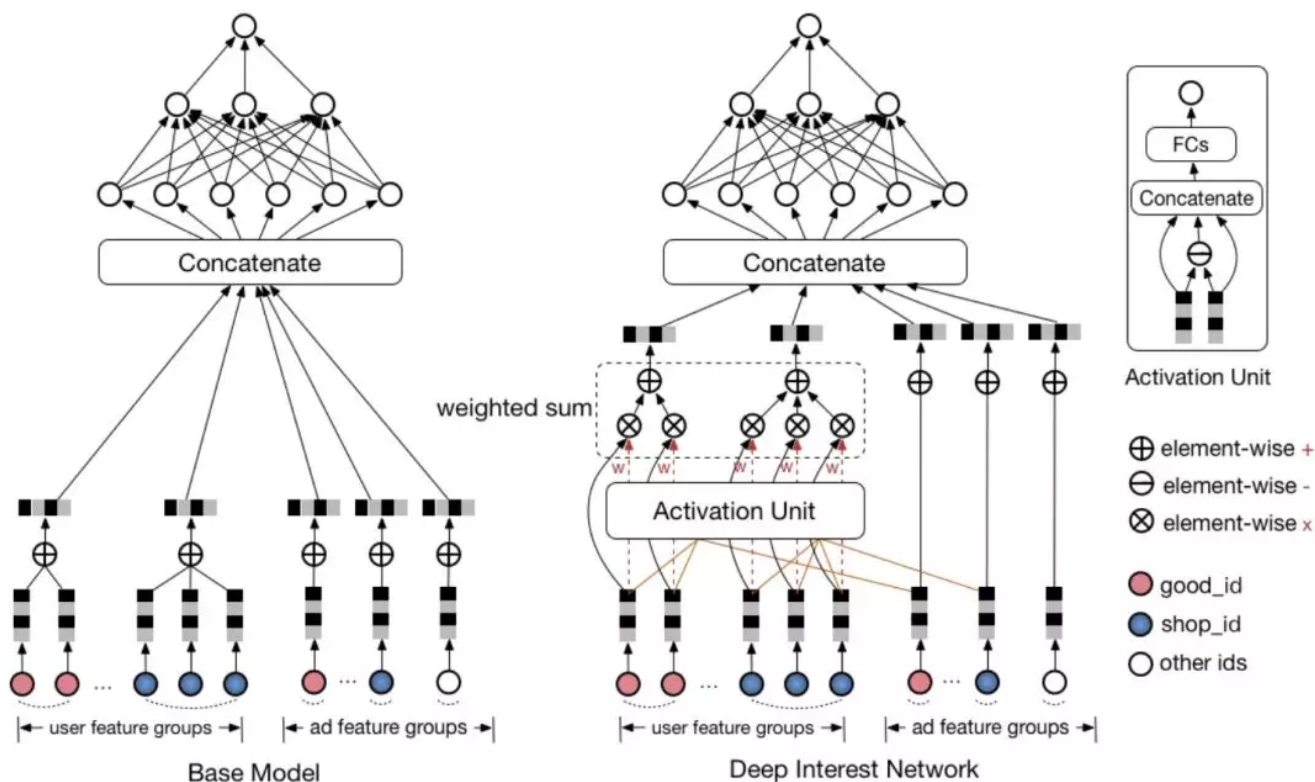 Concatenate
user feature groups
ad feature groups
...
...
Base Model
Concatenate
weighted sum
w
w
w
w
w
Activation Unit
...
...
user feature groups
ad feature groups
Deep Interest Network
FCs
Concatenate
Activation Unit
element-wise +
element-wise -
element-wise x
good_id
shop_id
other ids